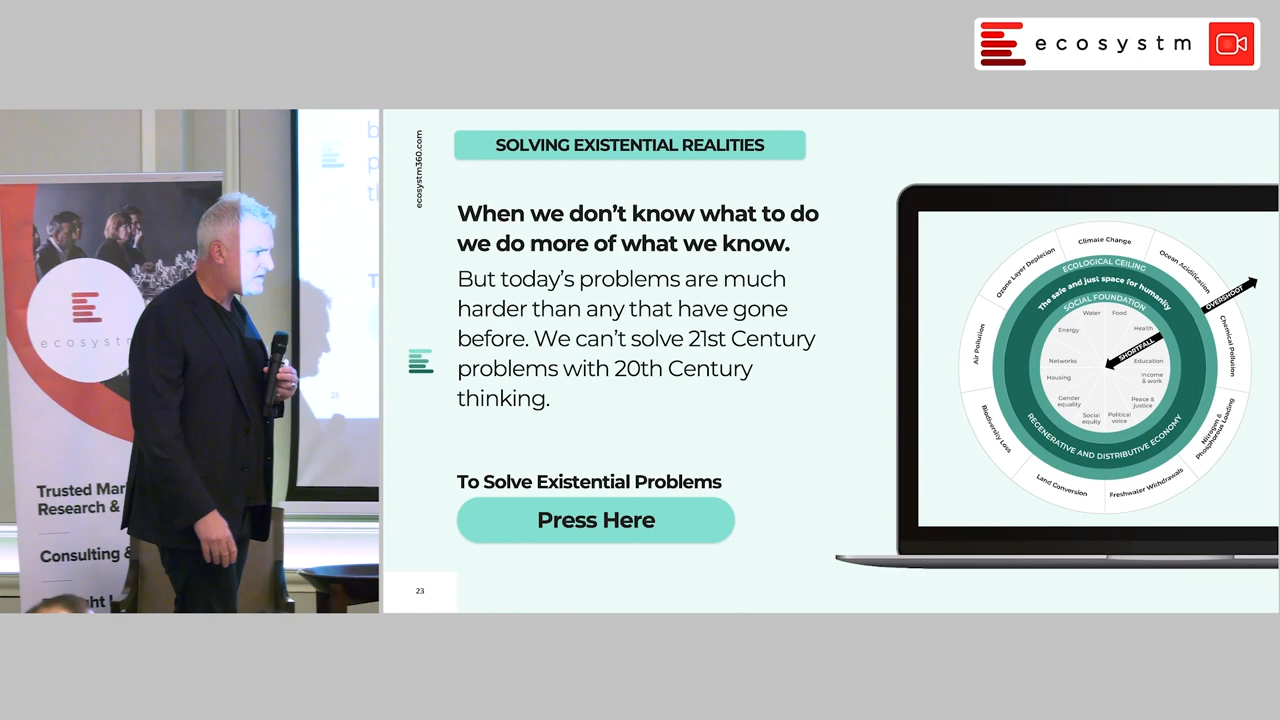 ecosystm
ecosystm360.com
SOLVING EXISTENTIAL REALITIES
When we don't know what to do
we do more of what we know.
But today's problems are much
harder than any that have gone
before. We can't solve 21st Century
problems with 20th Century
thinking.
To Solve Existential Problems
Press Here
23
Climate Change
Ocean Acidification
Chemical Pollution
Nitrogen &
Phosphorous Loading
Freshwater Withdrawals
Land Conversion
Biodiversity Loss
Air Pollution
Ozone Layer Depletion
OVERSHOOT
ECOLOGICAL CEILING
The safe and just space for humanity
SOCIAL FOUNDATION
Water
Food
Health
Education
Income
& work
Peace &
justice
Political
voice
Social
equity
Gender
equality
Housing
Networks
Energy
SHORTFALL
REGENERATIVE AND DISTRIBUTIVE ECONOMY
ecosyst
Trusted Mar
Research &
Consulting &
b
p
th
23